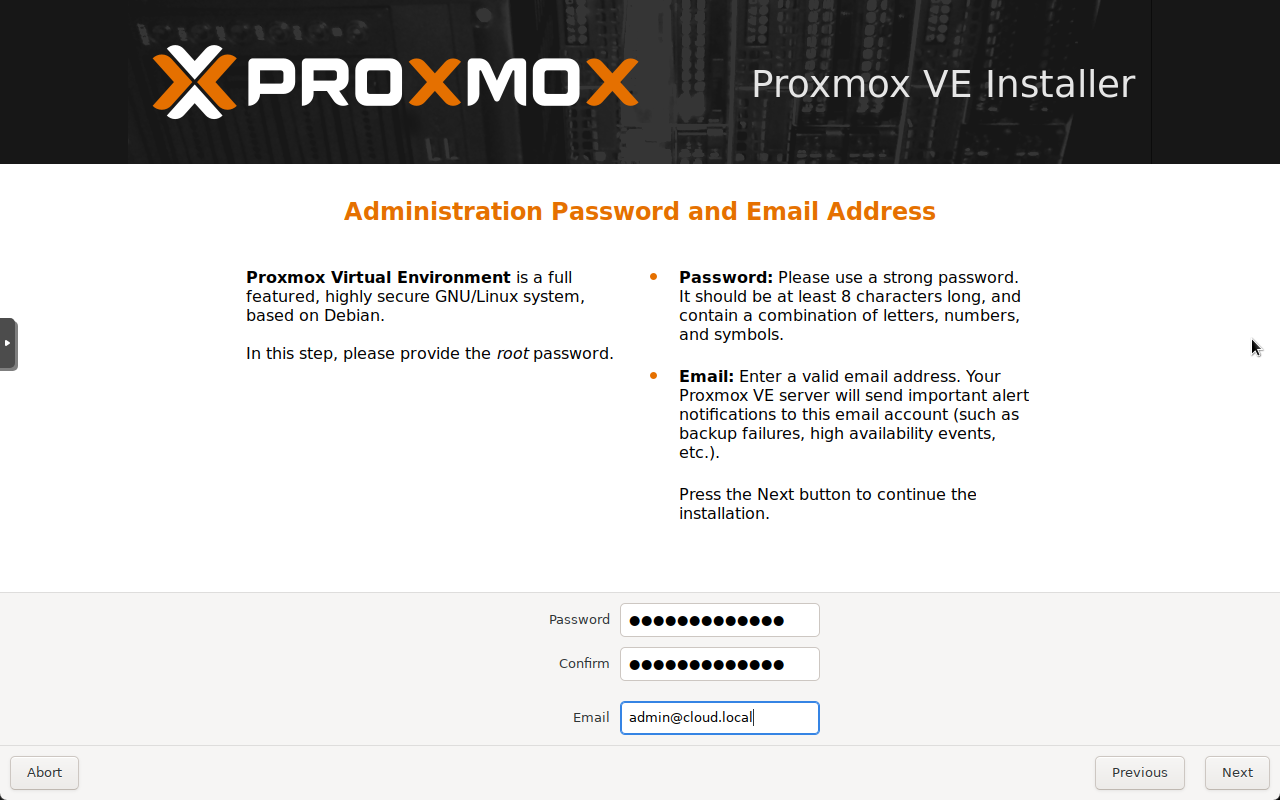 PROXMOX
Proxmox VE Installer
Administration Password and Email Address
Proxmox Virtual Environment is a full
featured, highly secure GNU/Linux system,
based on Debian.
In this step, please provide the root password.
Password: Please use a strong password.
It should be at least 8 characters long, and
contain a combination of letters, numbers,
and symbols.
Email: Enter a valid email address. Your
Proxmox VE server will send important alert
notifications to this email account (such as
backup failures, high availability events,
etc.).
Press the Next button to continue the
installation.
Password ●●●●●●●●●●●●●
Confirm ●●●●●●●●●●●●●
Email admin@cloud.local
Abort Previous Next